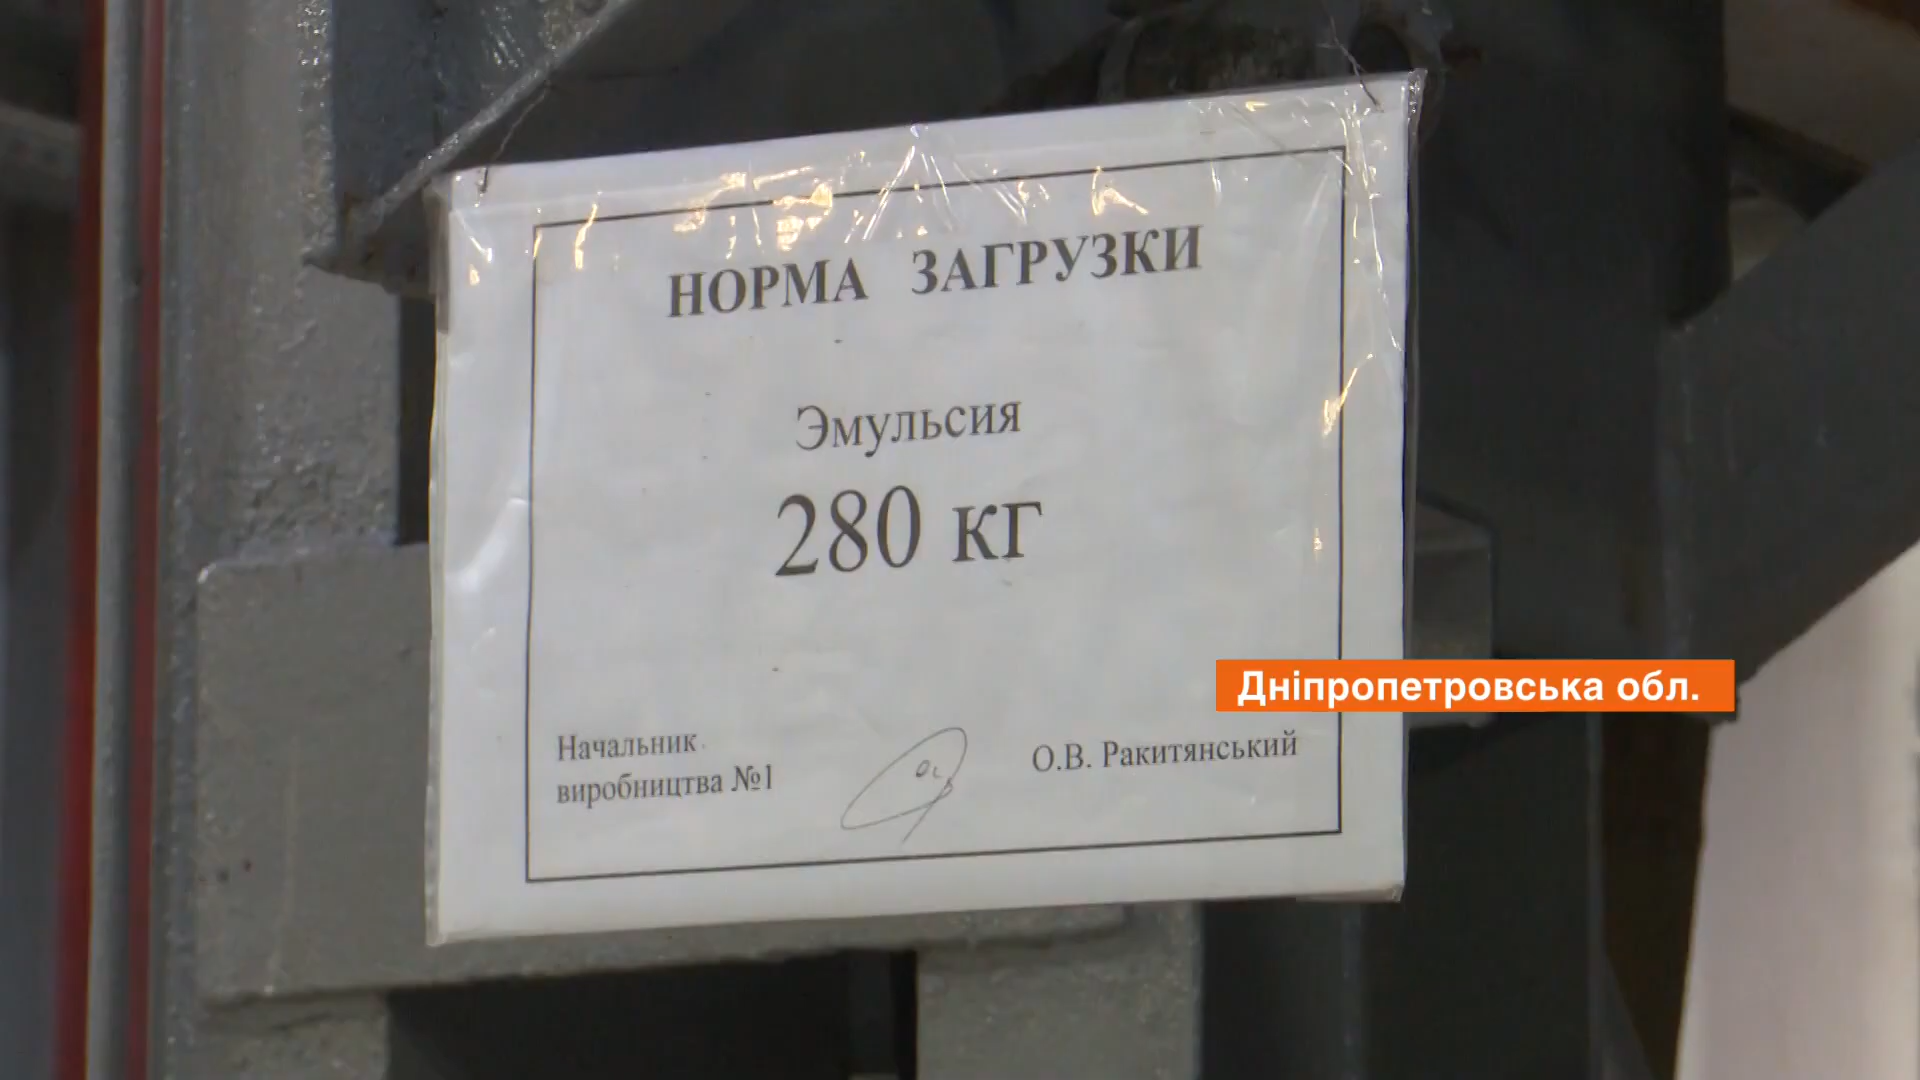 НОРМА ЗАГРУЗКИ
Эмульсия
280 кг
Дніпропетровська обл.
Начальник
виробництва №1
О.В. Ракитянський